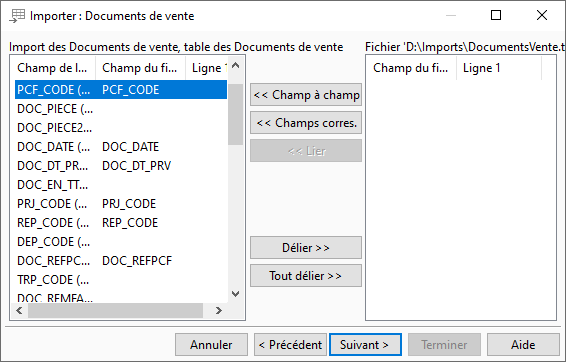 Importer : Documents de vente
Import des Documents de vente, table des Documents de vente
Fichier 'D:\Imports\DocumentsVente.t
Champ de l... Champ du fi... Ligne 1
PCF_CODE (... PCF_CODE
DOC_PIECE (...
DOC_PIECE2...
DOC_DATE (... DOC_DATE
DOC_DT_PR... DOC_DT_PRV
DOC_EN_TT...
PRJ_CODE (... PRJ_CODE
REP_CODE (... REP_CODE
DEP_CODE (...
DOC_REFPC... DOC_REFPCF
TRP_CODE (...
DOC_REMFA...
<< Champ à champ
<< Champs corres.
<< Lier
Délier >>
Tout délier >>
Champ du fi... Ligne 1
Annuler
< Précédent
Suivant >
Terminer
Aide